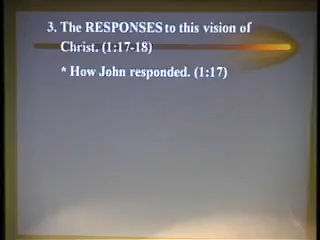 3. The RESPONSES to this vision of
Christ. (1:17-18)
* How John responded. (1:17)